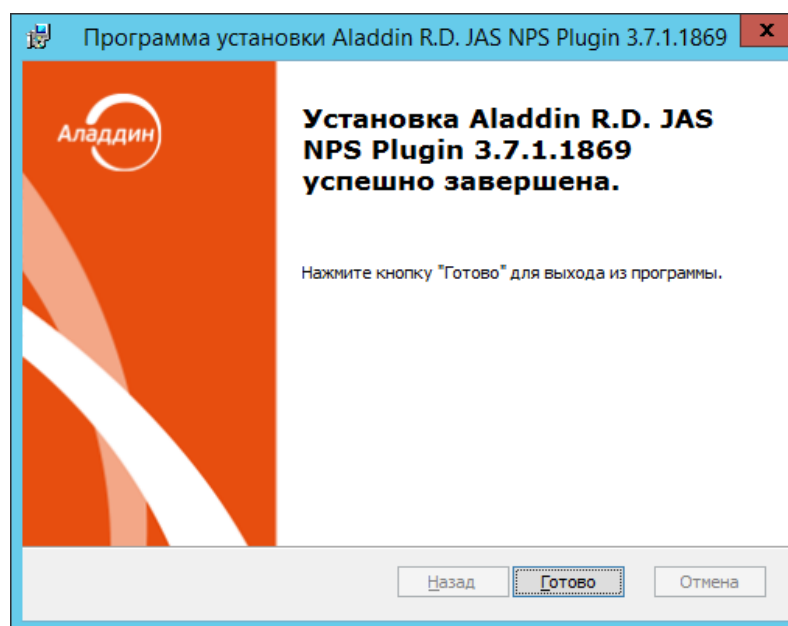 Программа установки Aladdin R.D. JAS NPS Plugin 3.7.1.1869
x
Аладдин
Установка Aladdin R.D. JAS
NPS Plugin 3.7.1.1869
успешно завершена.
Нажмите кнопку "Готово" для выхода из программы.
Назад
Готово
Отмена